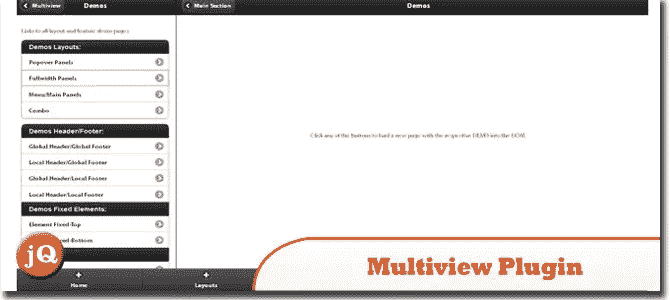 Multiview
Demos
Main Section
Demos
Links to all layout and feature demo pages
Demos Layouts:
Popover Panels
Fullwidth Panels
Menu/Main Panels
Combo
Demos Header/Footer:
Global Header/Global Footer
Local Header/Global Footer
Global Header/Local Footer
Local Header/Local Footer
Demos Fixed Elements:
Element Fixed Top
Bottom
Click any of the buttons to load a new page with the respective DEMO into the DOM.
jQ
Multiview Plugin
Home
Layouts